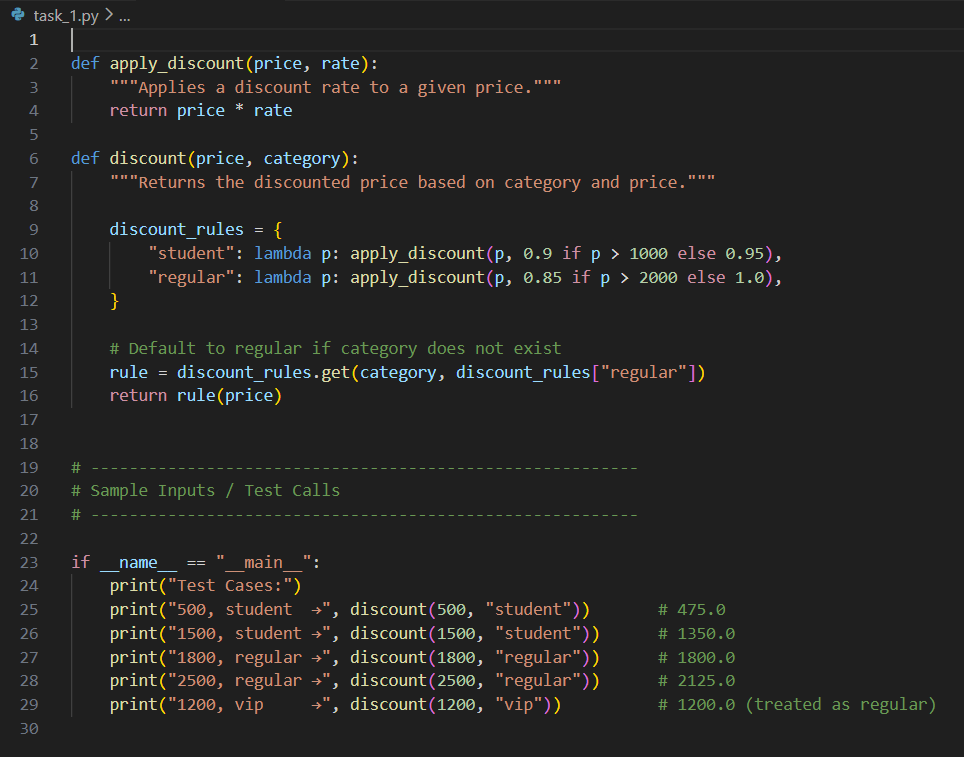 task_1.py > ...
1
2 def apply_discount(price, rate):
3     """Applies a discount rate to a given price."""
4     return price * rate
5
6 def discount(price, category):
7     """Returns the discounted price based on category and price."""
8
9     discount_rules = {
10         "student": lambda p: apply_discount(p, 0.9 if p > 1000 else 0.95),
11         "regular": lambda p: apply_discount(p, 0.85 if p > 2000 else 1.0),
12     }
13
14     # Default to regular if category does not exist
15     rule = discount_rules.get(category, discount_rules["regular"])
16     return rule(price)
17
18
19 # ---------------------------------------------------------
20 # Sample Inputs / Test Calls
21 # ---------------------------------------------------------
22
23 if __name__ == "__main__":
24     print("Test Cases:")
25     print("500, student  →", discount(500, "student"))       # 475.0
26     print("1500, student →", discount(1500, "student"))      # 1350.0
27     print("1800, regular →", discount(1800, "regular"))      # 1800.0
28     print("2500, regular →", discount(2500, "regular"))      # 2125.0
29     print("1200, vip     →", discount(1200, "vip"))          # 1200.0 (treated as regular)
30